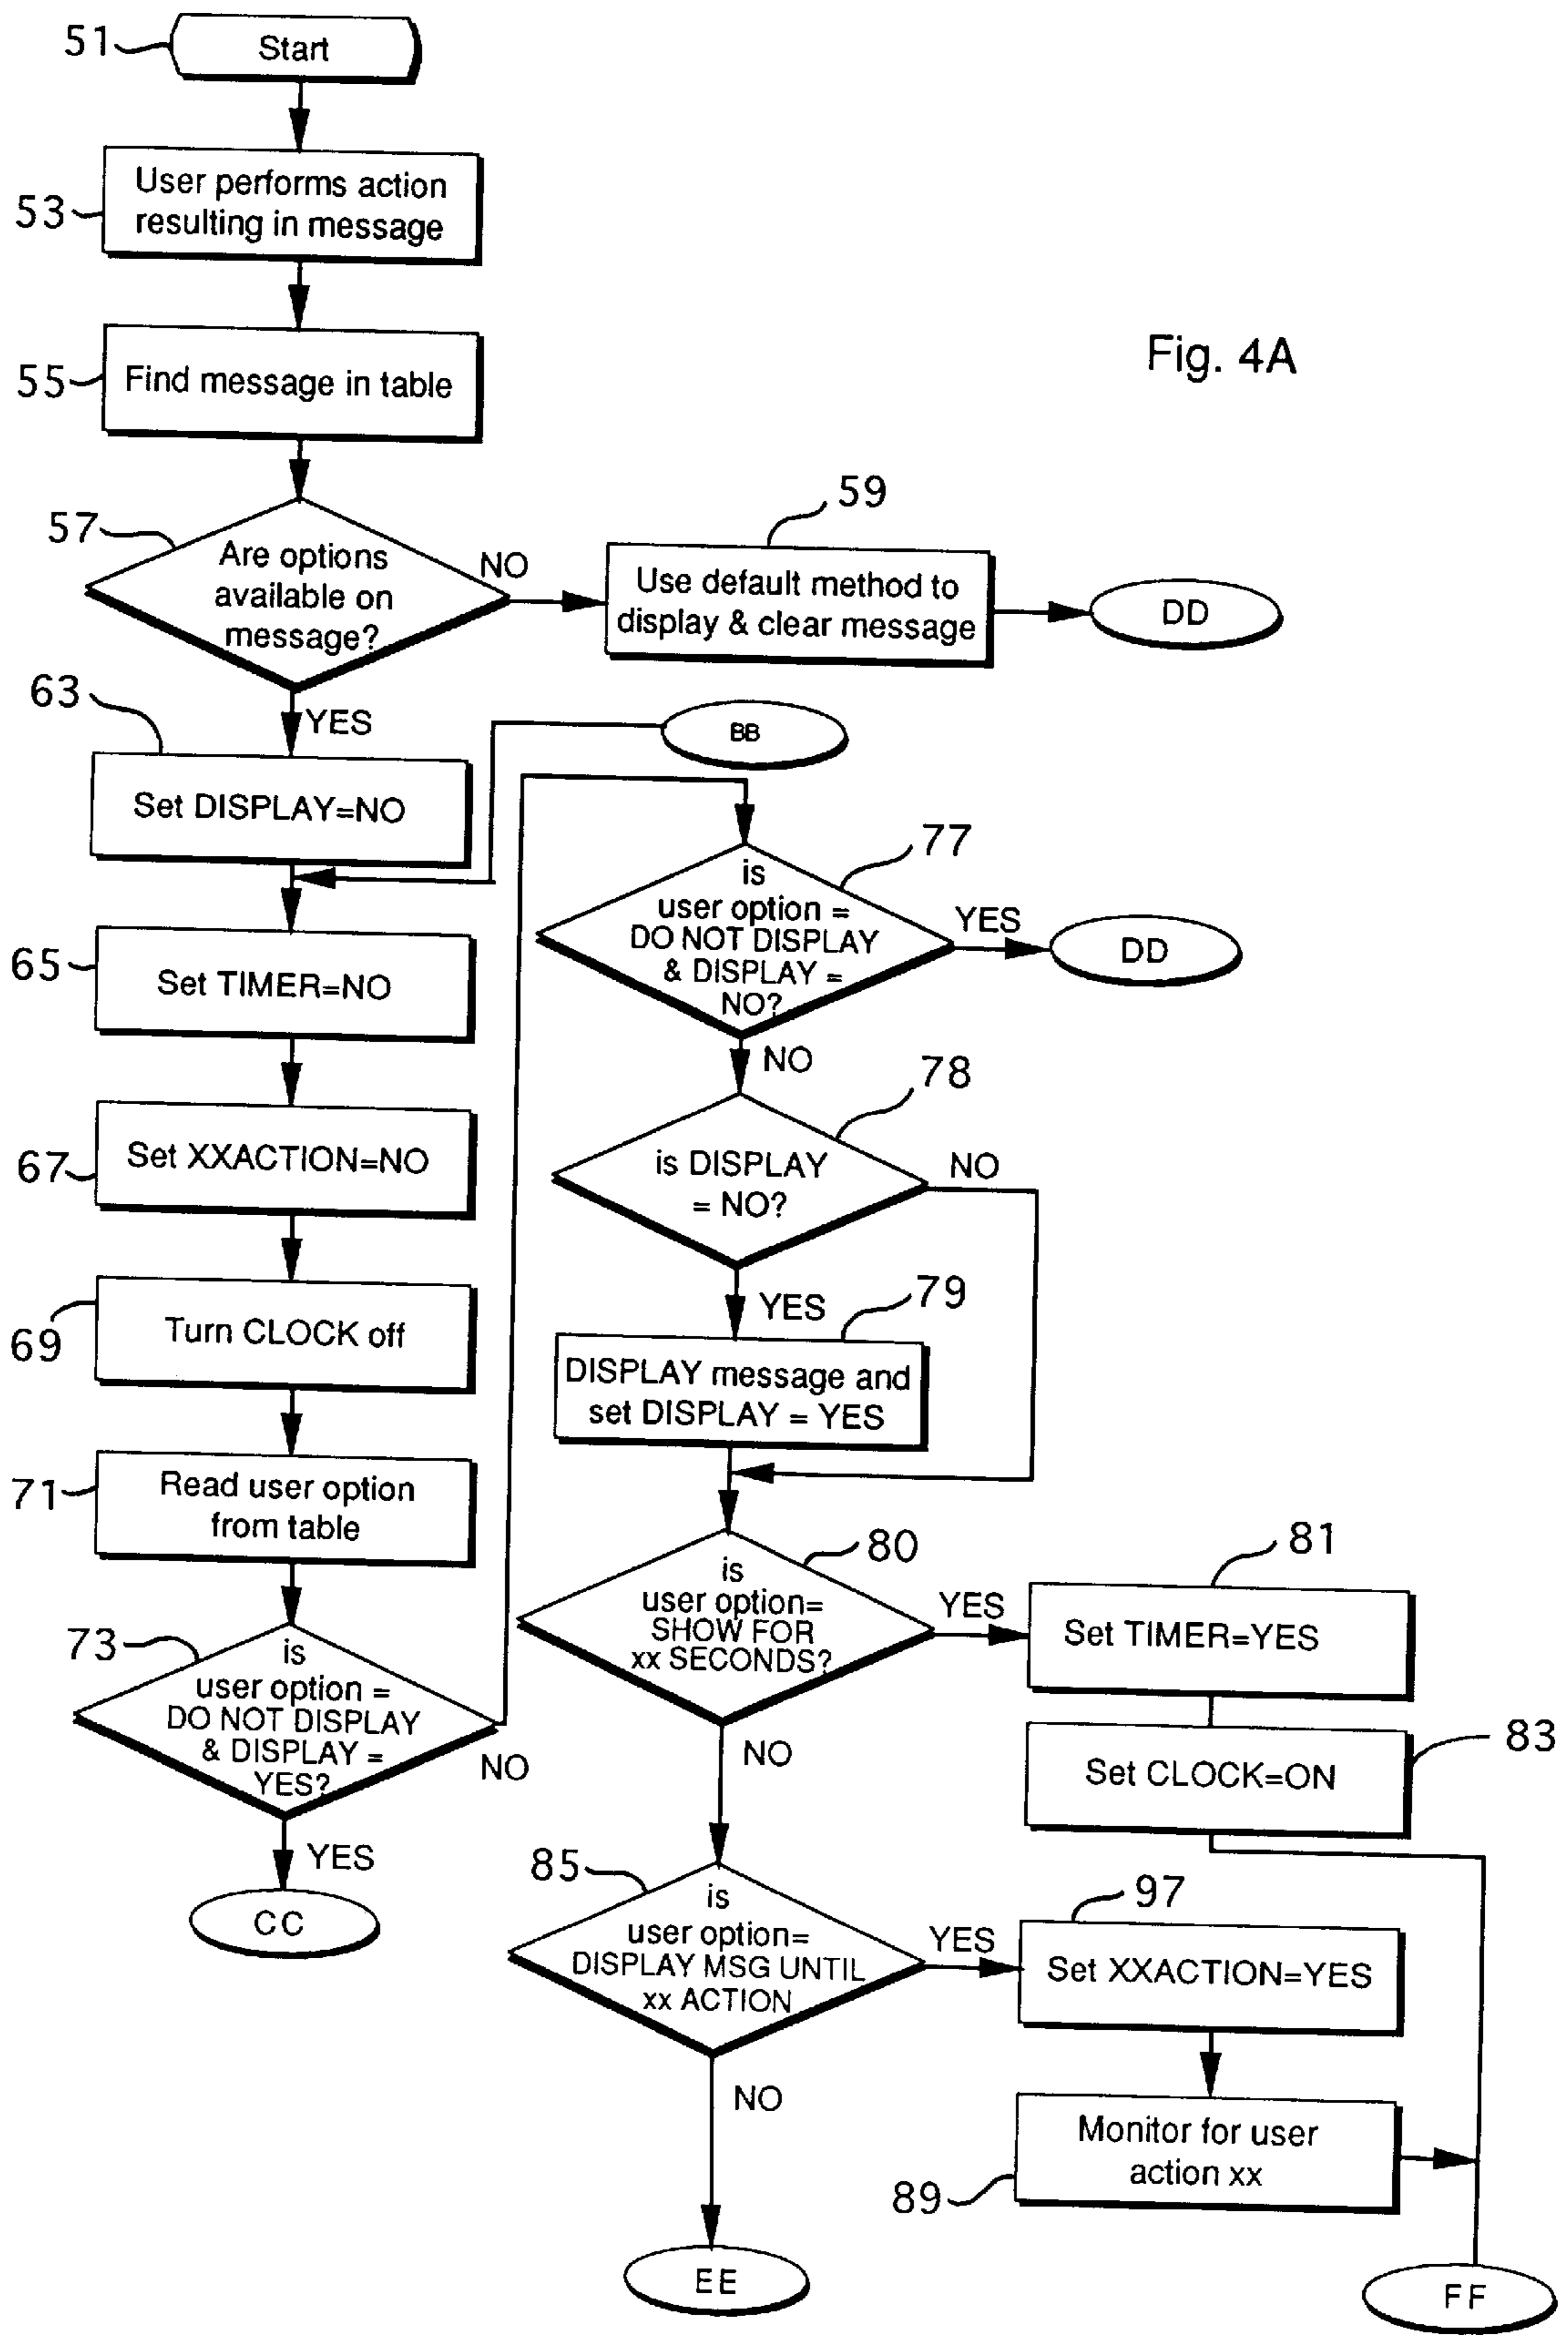 51
Start
53
User performs action
resulting in message
55
Find message in table
Fig. 4A
57
Are options
available on
message?
NO
59
Use default method to
display & clear message
DD
YES
63
Set DISPLAY=NO
BB
65
Set TIMER=NO
67
Set XXACTION=NO
69
Turn CLOCK off
71
Read user option
from table
73
is
user option =
DO NOT DISPLAY
& DISPLAY =
YES?
NO
YES
CC
77
is
user option =
DO NOT DISPLAY
& DISPLAY =
NO?
YES
DD
NO
78
is DISPLAY
= NO?
NO
YES
79
DISPLAY message and
set DISPLAY = YES
80
is
user option=
SHOW FOR
xx SECONDS?
YES
81
Set TIMER=YES
83
Set CLOCK=ON
NO
85
is
user option=
DISPLAY MSG UNTIL
xx ACTION
YES
97
Set XXACTION=YES
89
Monitor for user
action xx
NO
EE
FF